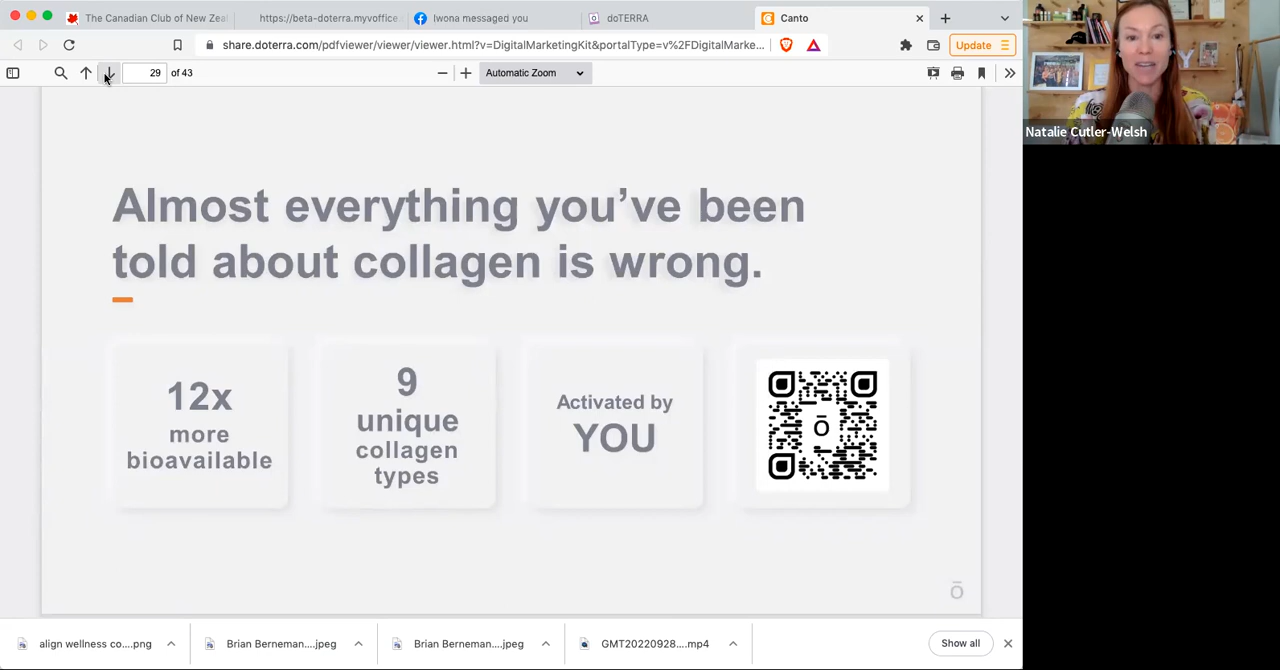 The Canadian Club of New Zeal
https://beta-doterra.myvoffice.
Iwona messaged you
doTERRA
Canto
share.doterra.com/pdfviewer/viewer/viewer.html?v=DigitalMarketingKit&portalType=v%2FDigitalMarke...
Update
29 of 43
Automatic Zoom
Natalie Cutler-Welsh
Almost everything you’ve been
told about collagen is wrong.
12x
more
bioavailable
9
unique
collagen
types
Activated by
YOU
ō
ō
align wellness co....png
Brian Berneman....jpeg
Brian Berneman....jpeg
GMT20220928....mp4
Show all